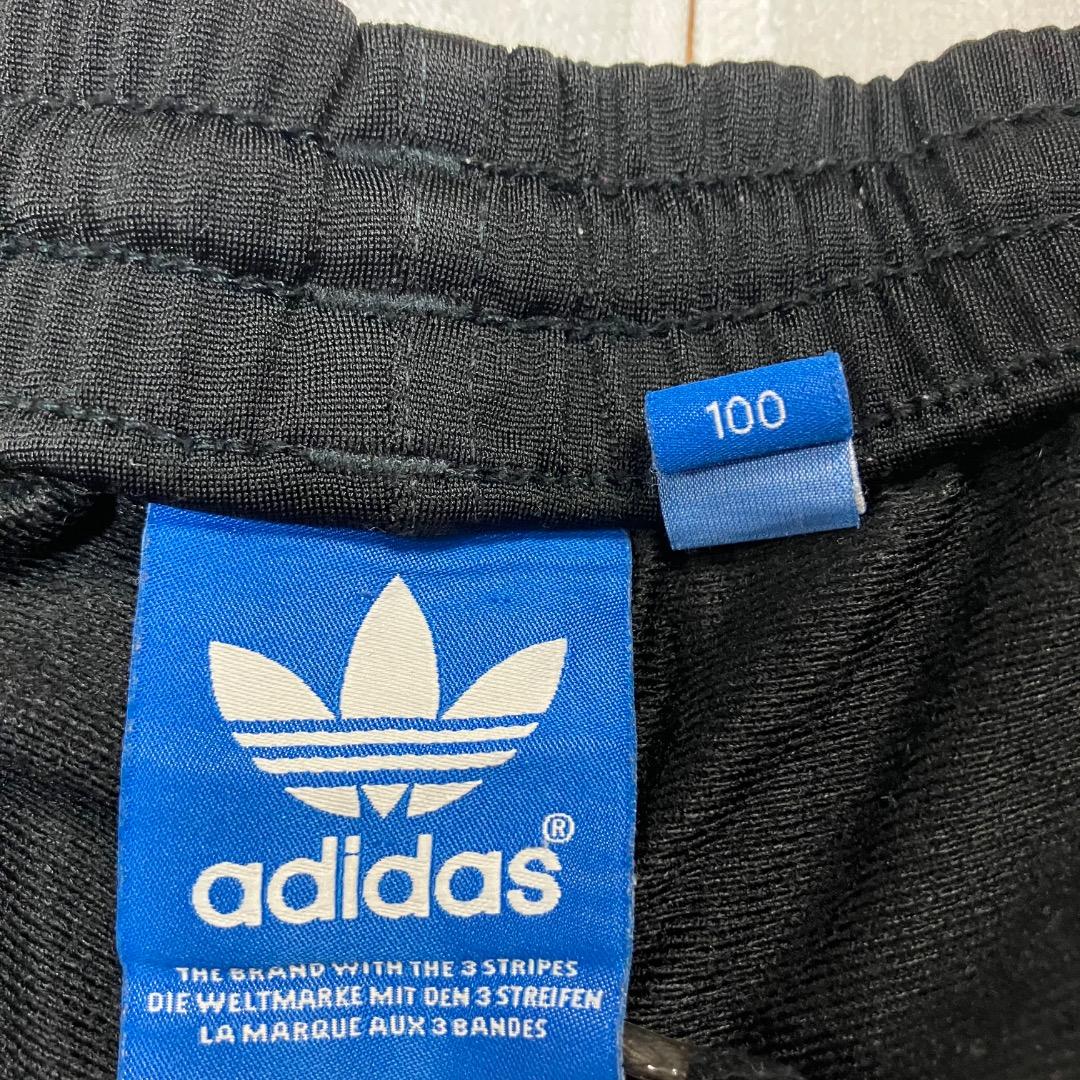 100
adidas®
THE BRAND WITH THE 3 STRIPES
DIE WELTMARKE MIT DEN 3 STREIFEN
LA MARQUE AUX 3 BANDES